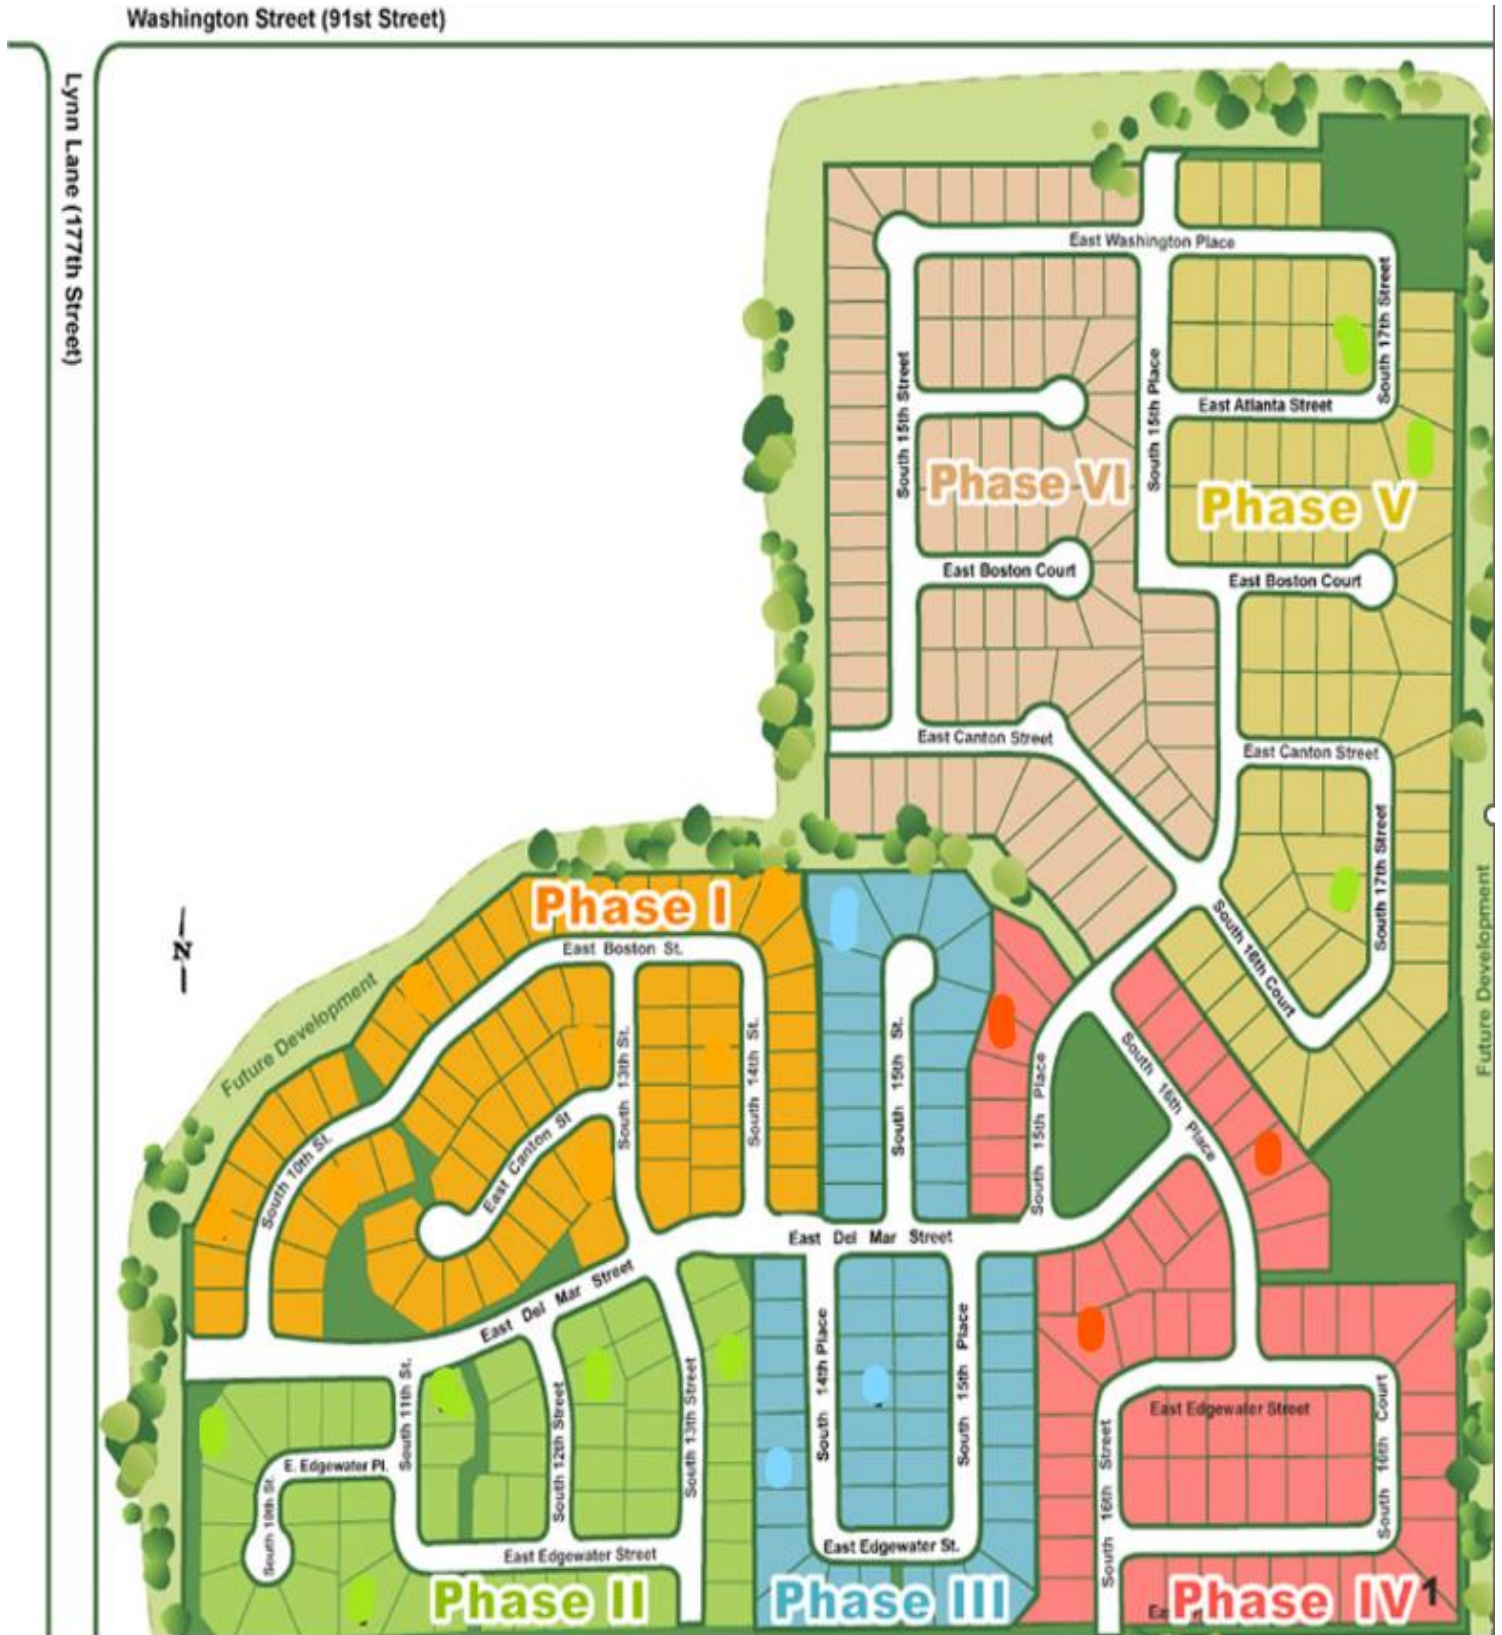 Washington Street (91st Street)
Lynn Lane (177th Street)
East Washington Place
South 17th Street
South 15th Street
South 15th Place
East Atlanta Street
Phase VI
Phase V
East Boston Court
East Boston Court
East Canton Street
East Canton Street
South 17th Street
Future Development
Phase I
East Boston St.
South 16th Court
N
Future Development
South 13th St.
South 14th St.
South 15th St.
South 15th Place
South 16th Place
East Canton St
South 10th St.
East Del Mar Street
East Del Mar Street
South 11th St.
South 12th Street
South 13th Street
South 14th Place
South 15th Place
East Edgewater Street
South 16th Street
South 16th Court
E. Edgewater Pl.
South 10th St.
East Edgewater Street
East Edgewater St.
Phase II
Phase III
Phase IV
1